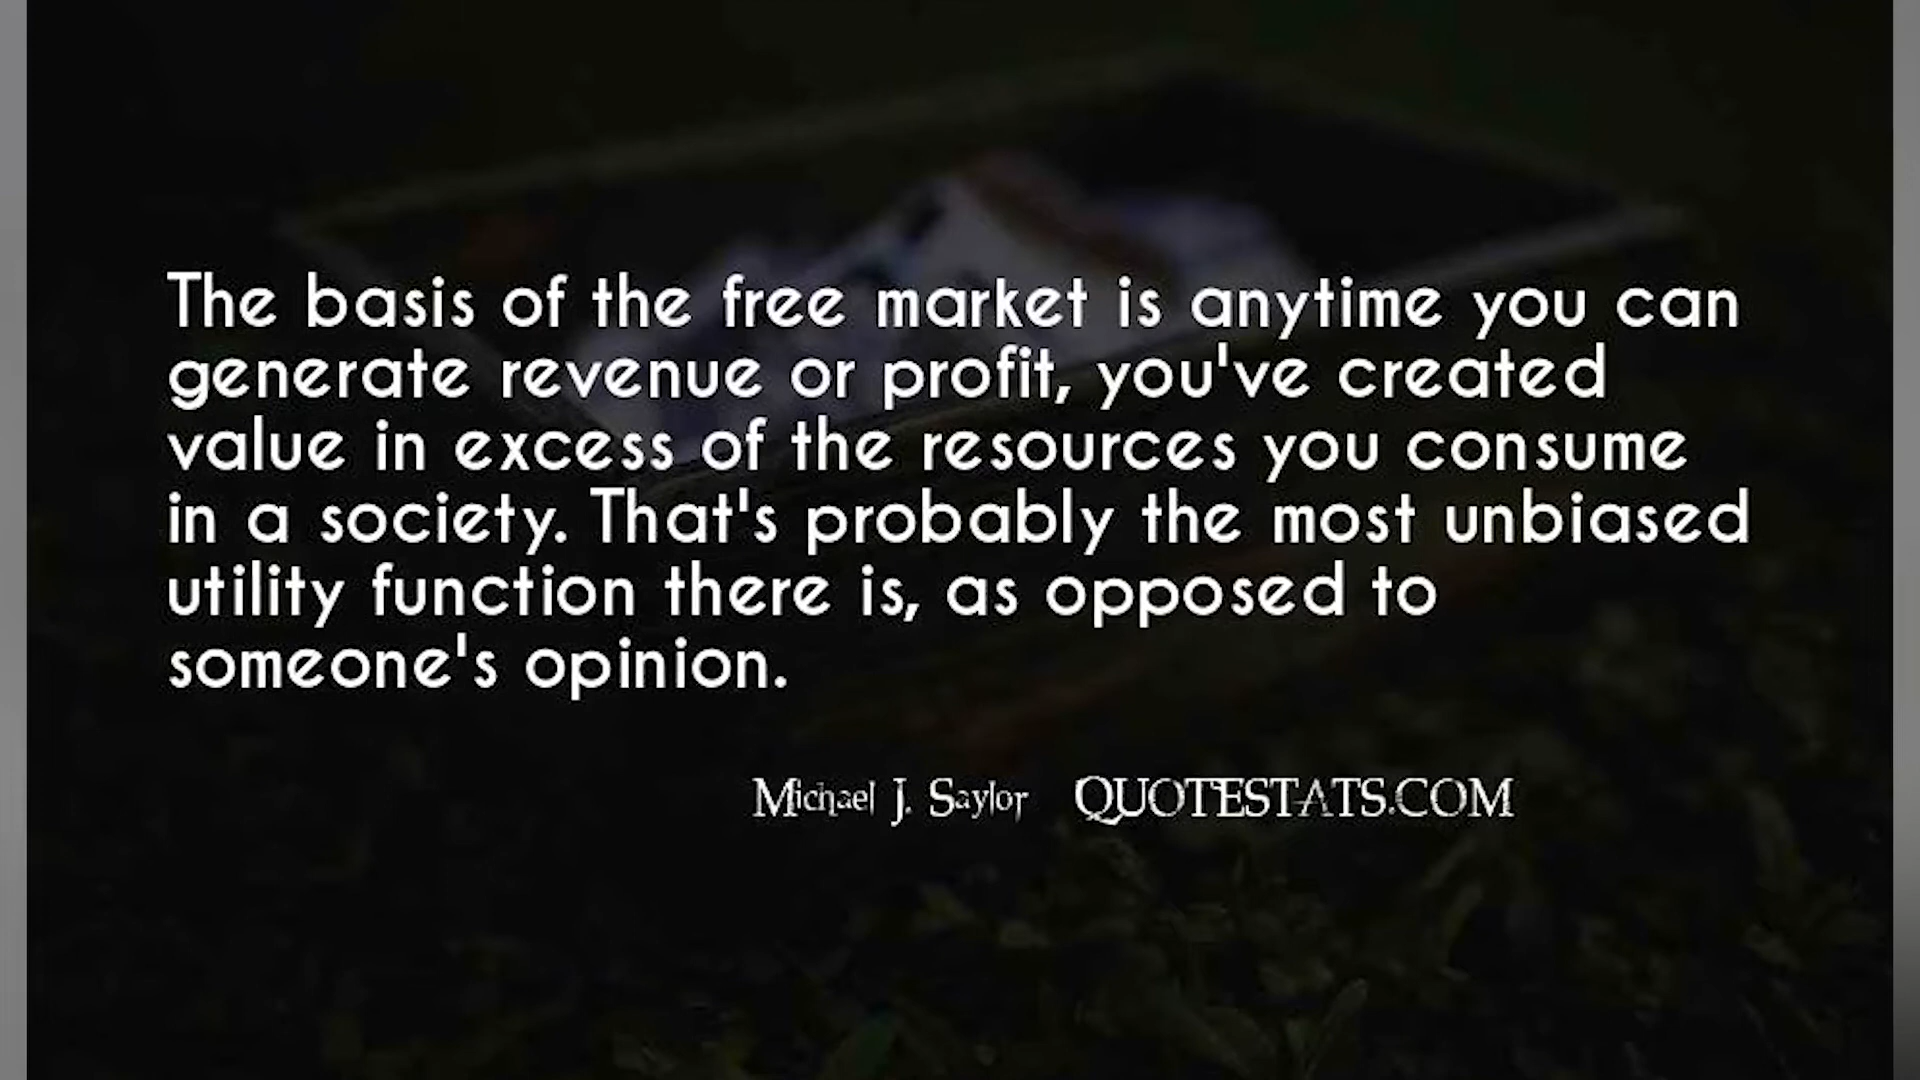 The basis of the free market is anytime you can
generate revenue or profit, you've created
value in excess of the resources you consume
in a society. That's probably the most unbiased
utility function there is, as opposed to
someone's opinion.
Michael J. Saylor QUOTESTATS.COM